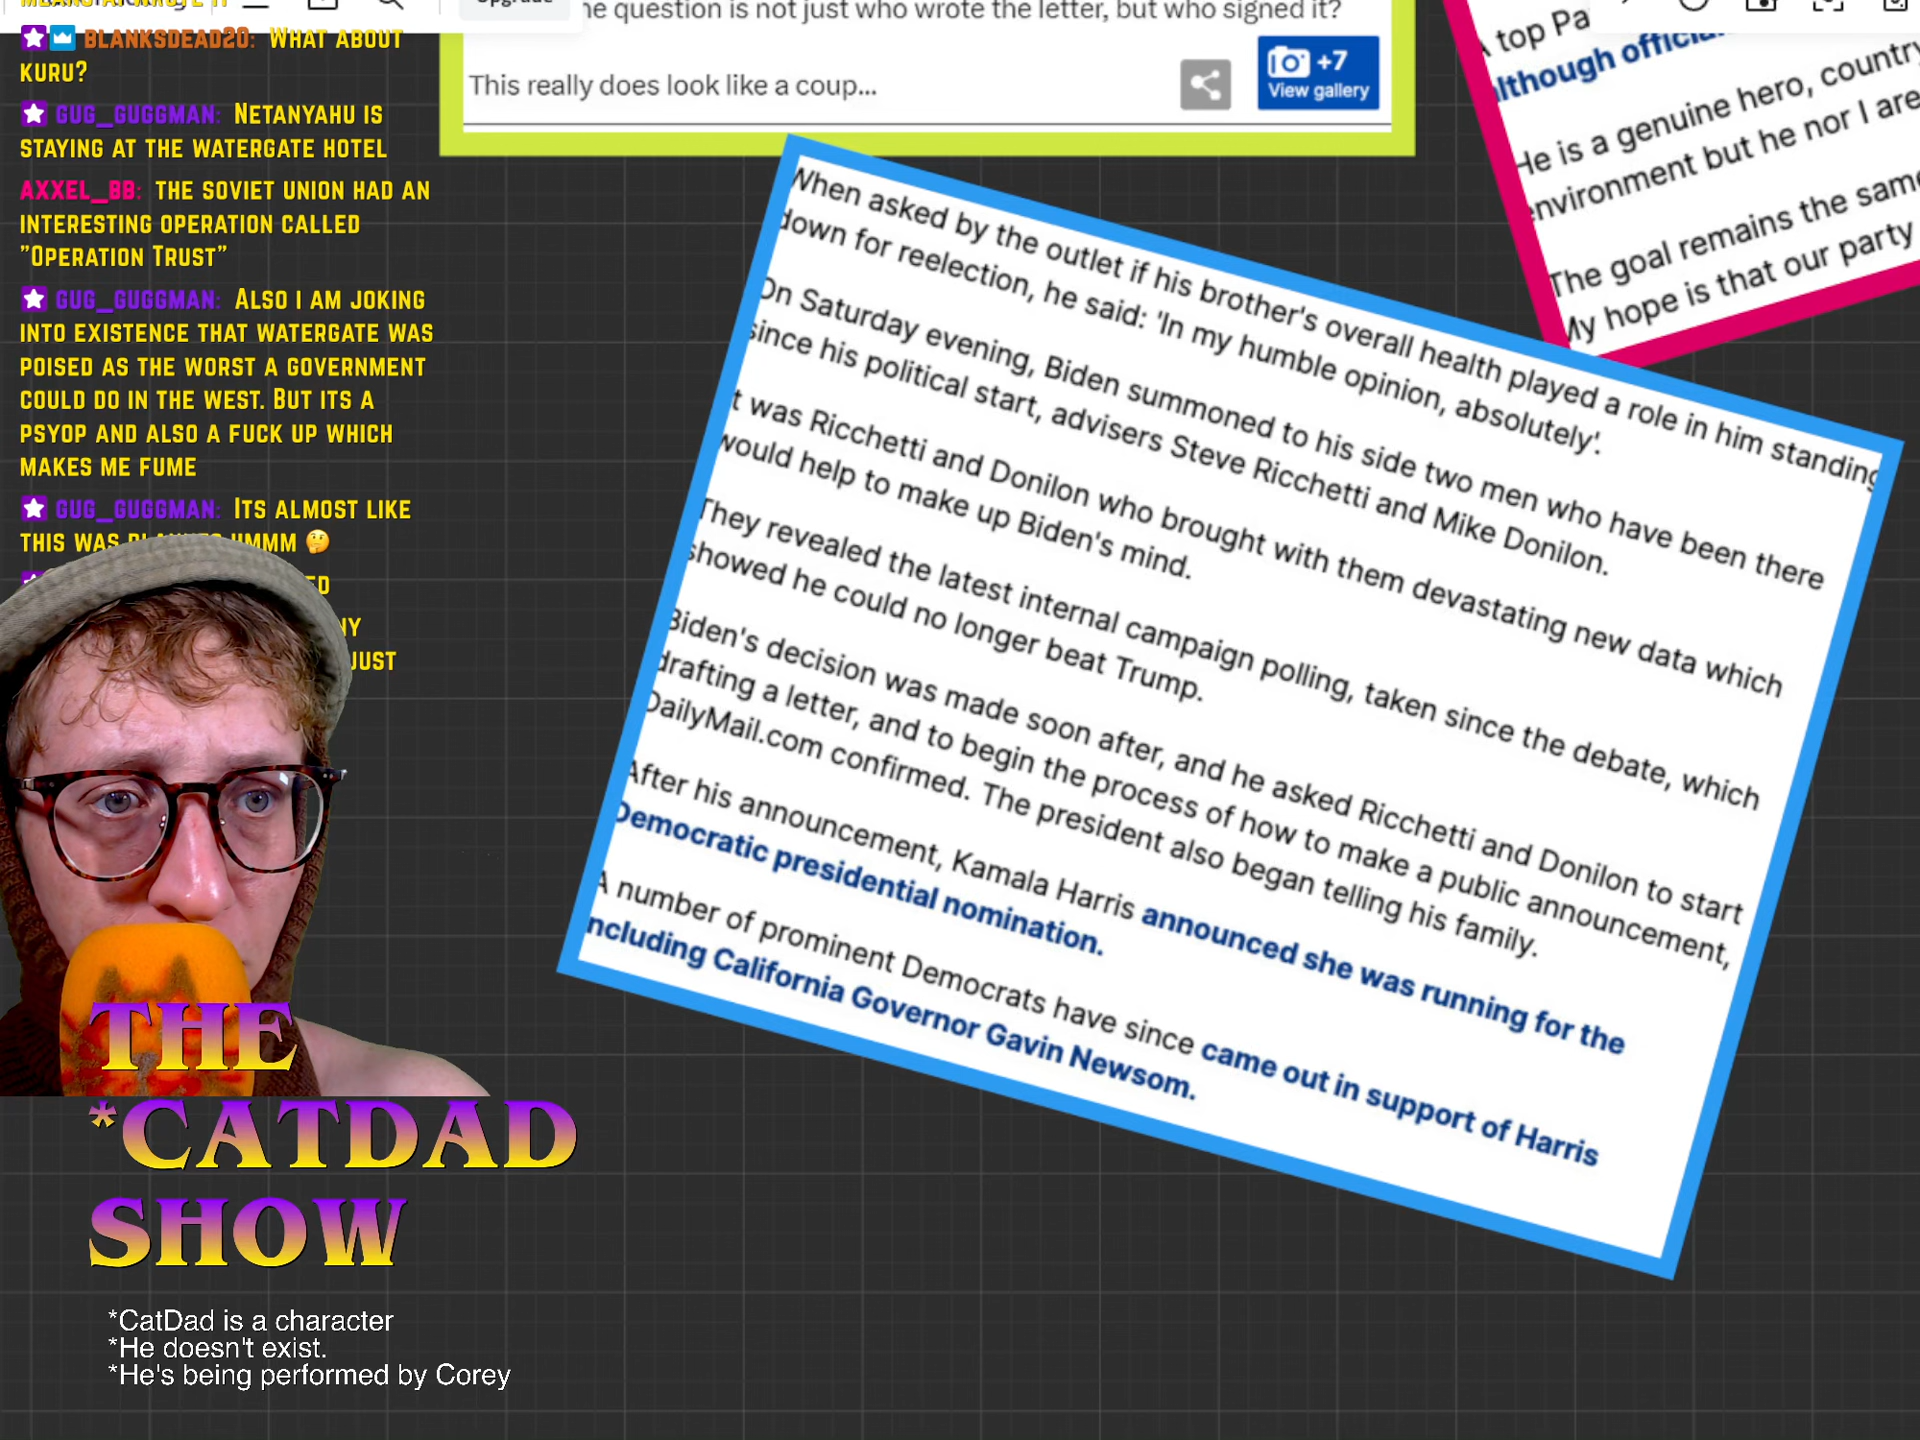 Upgrade
BLANKSDEAD20: WHAT ABOUT
KURU?
GUG_GUGGMAN: NETANYAHU IS
STAYING AT THE WATERGATE HOTEL
AXXEL_BB: THE SOVIET UNION HAD AN
INTERESTING OPERATION CALLED
"OPERATION TRUST"
GUG_GUGGMAN: ALSO I AM JOKING
INTO EXISTENCE THAT WATERGATE WAS
POISED AS THE WORST A GOVERNMENT
COULD DO IN THE WEST. BUT ITS A
PSYOP AND ALSO A FUCK UP WHICH
MAKES ME FUME
GUG_GUGGMAN: ITS ALMOST LIKE
THIS WAS
JUST
question is not just who wrote the letter, but who signed it?
This really does look like a coup...
+7
View gallery
top
although
He is a genuine hero, country
environment but he nor I are
The goal remains the same
My hope is that our party
When asked by the outlet if his brother's overall health played a role in him standing
down for reelection, he said: 'In my humble opinion, absolutely'.
On Saturday evening, Biden summoned to his side two men who have been there
since his political start, advisers Steve Ricchetti and Mike Donilon.
It was Ricchetti and Donilon who brought with them devastating new data which
would help to make up Biden's mind.
They revealed the latest internal campaign polling, taken since the debate, which
showed he could no longer beat Trump.
Biden's decision was made soon after, and he asked Ricchetti and Donilon to start
drafting a letter, and to begin the process of how to make a public announcement,
DailyMail.com confirmed. The president also began telling his family.
After his announcement, Kamala Harris announced she was running for the
Democratic presidential nomination.
A number of prominent Democrats have since came out in support of Harris
including California Governor Gavin Newsom.
THE
*CATDAD
SHOW
*CatDad is a character
*He doesn't exist.
*He's being performed by Corey